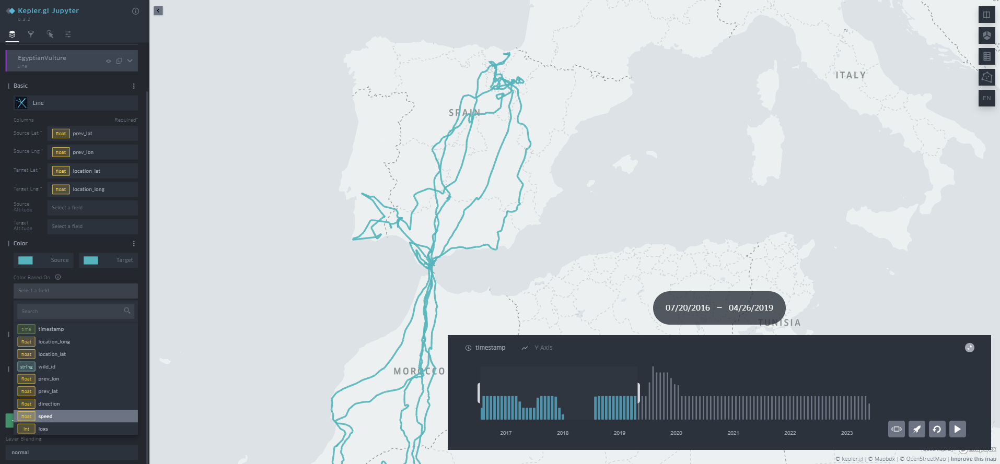 Kepler.gl Jupyter
0.3.2
EgyptianVulture
Line
Basic
Line
Columns
Required*
Source Lat *
float prev_lat
Source Lng *
float prev_lon
Target Lat *
float location_lat
Target Lng *
float location_long
Source
Altitude
Select a field
Target
Altitude
Select a field
Color
Source
Target
Color Based On
Select a field
Search
time timestamp
float location_long
float location_lat
string wild_id
float prev_lon
float prev_lat
float direction
float speed
int logs
Layer Blending
normal
SPAIN
ITALY
MOROCCO
TUNISIA
EN
07/20/2016 – 04/26/2019
timestamp
Y Axis
2017
2018
2019
2020
2021
2022
2023
Basemap by:
mapbox
© kepler.gl | © Mapbox | © OpenStreetMap | Improve this map